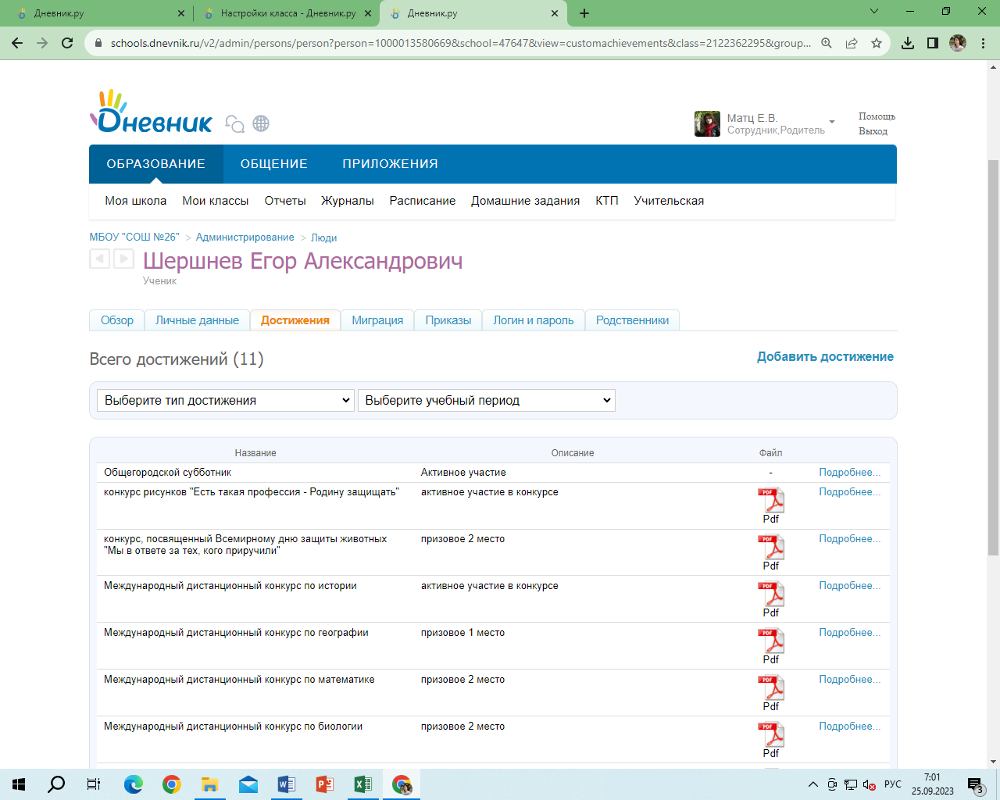 Дневник.ру
Настройки класса - Дневник.ру
Дневник.ру
schools.dnevnik.ru/v2/admin/persons/person?person=1000013580669&school=47647&view=customachievements&class=2122362295&group...
Дневник
Матц Е.В.
Сотрудник,Родитель
Помощь
Выход
ОБРАЗОВАНИЕ ОБЩЕНИЕ ПРИЛОЖЕНИЯ
Моя школа Мои классы Отчеты Журналы Расписание Домашние задания КТП Учительская
МБОУ "СОШ №26" > Администрирование > Люди
Шершнев Егор Александрович
Ученик
Обзор Личные данные Достижения Миграция Приказы Логин и пароль Родственники
Всего достижений (11) Добавить достижение
Выберите тип достижения Выберите учебный период
Название Описание Файл
Общегородской субботник Активное участие - Подробнее...
конкурс рисунков "Есть такая профессия - Родину защищать" активное участие в конкурсе PDF Подробнее...
Pdf
конкурс, посвященный Всемирному дню защиты животных призовое 2 место PDF Подробнее...
"Мы в ответе за тех, кого приручили"
Pdf
Международный дистанционный конкурс по истории активное участие в конкурсе PDF Подробнее...
Pdf
Международный дистанционный конкурс по географии призовое 1 место PDF Подробнее...
Pdf
Международный дистанционный конкурс по математике призовое 2 место PDF Подробнее...
Pdf
Международный дистанционный конкурс по биологии призовое 2 место PDF Подробнее...
Pdf
РУС
7:01
25.09.2023
3